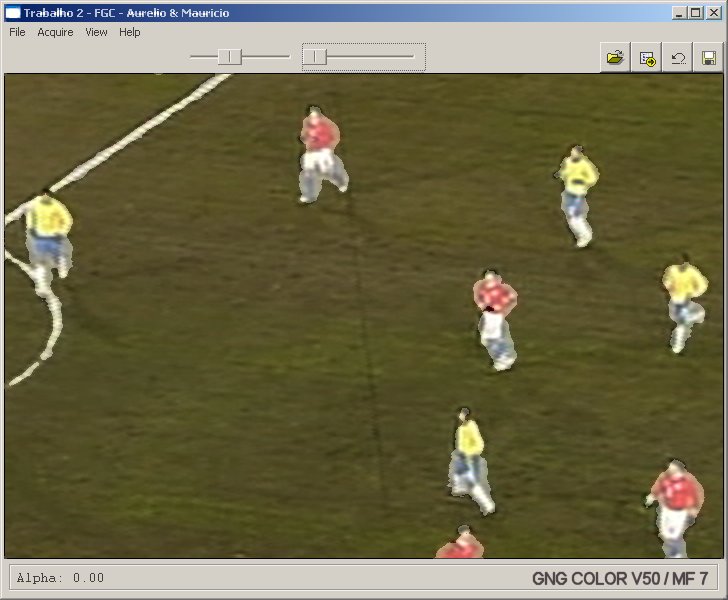 Trabalho 2 - FGC - Aurelio & Mauricio
File Acquire View Help
Alpha: 0.00
GNG COLOR V50 / MF 7